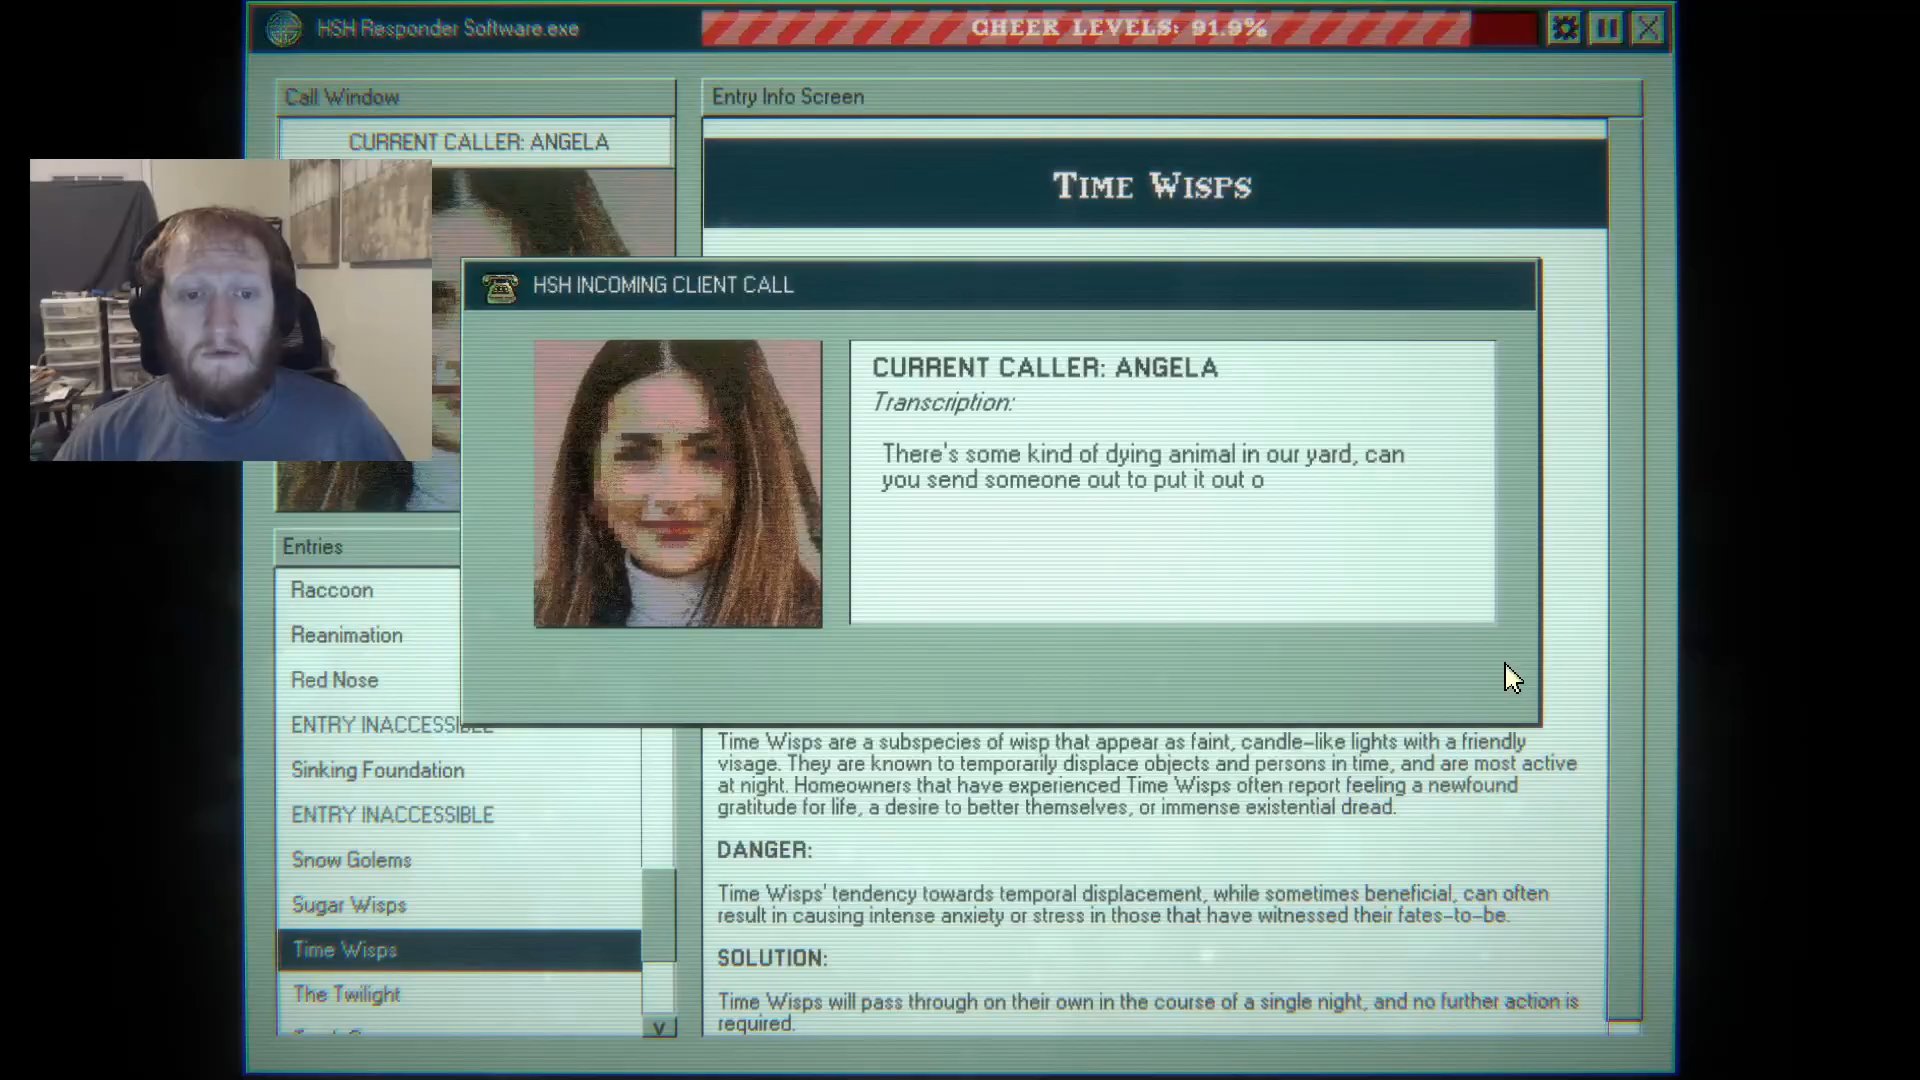 HSH Responder Software.exe
CHEER LEVELS: 91.9%
Call Window
CURRENT CALLER: ANGELA
Entry Info Screen
TIME WISPS
HSH INCOMING CLIENT CALL
CURRENT CALLER: ANGELA
Transcription:
There's some kind of dying animal in our yard, can
you send someone out to put it out o
Entries
Raccoon
Reanimation
Red Nose
ENTRY INACCESSIBLE
Sinking Foundation
ENTRY INACCESSIBLE
Snow Golems
Sugar Wisps
Time Wisps
The Twilight
Time Wisps are a subspecies of wisp that appear as faint, candle-like lights with a friendly
visage. They are known to temporarily displace objects and persons in time, and are most active
at night. Homeowners that have experienced Time Wisps often report feeling a newfound
gratitude for life, a desire to better themselves, or immense existential dread.
DANGER:
Time Wisps' tendency towards temporal displacement, while sometimes beneficial, can often
result in causing intense anxiety or stress in those that have witnessed their fates-to-be.
SOLUTION:
Time Wisps will pass through on their own in the course of a single night, and no further action is
required.